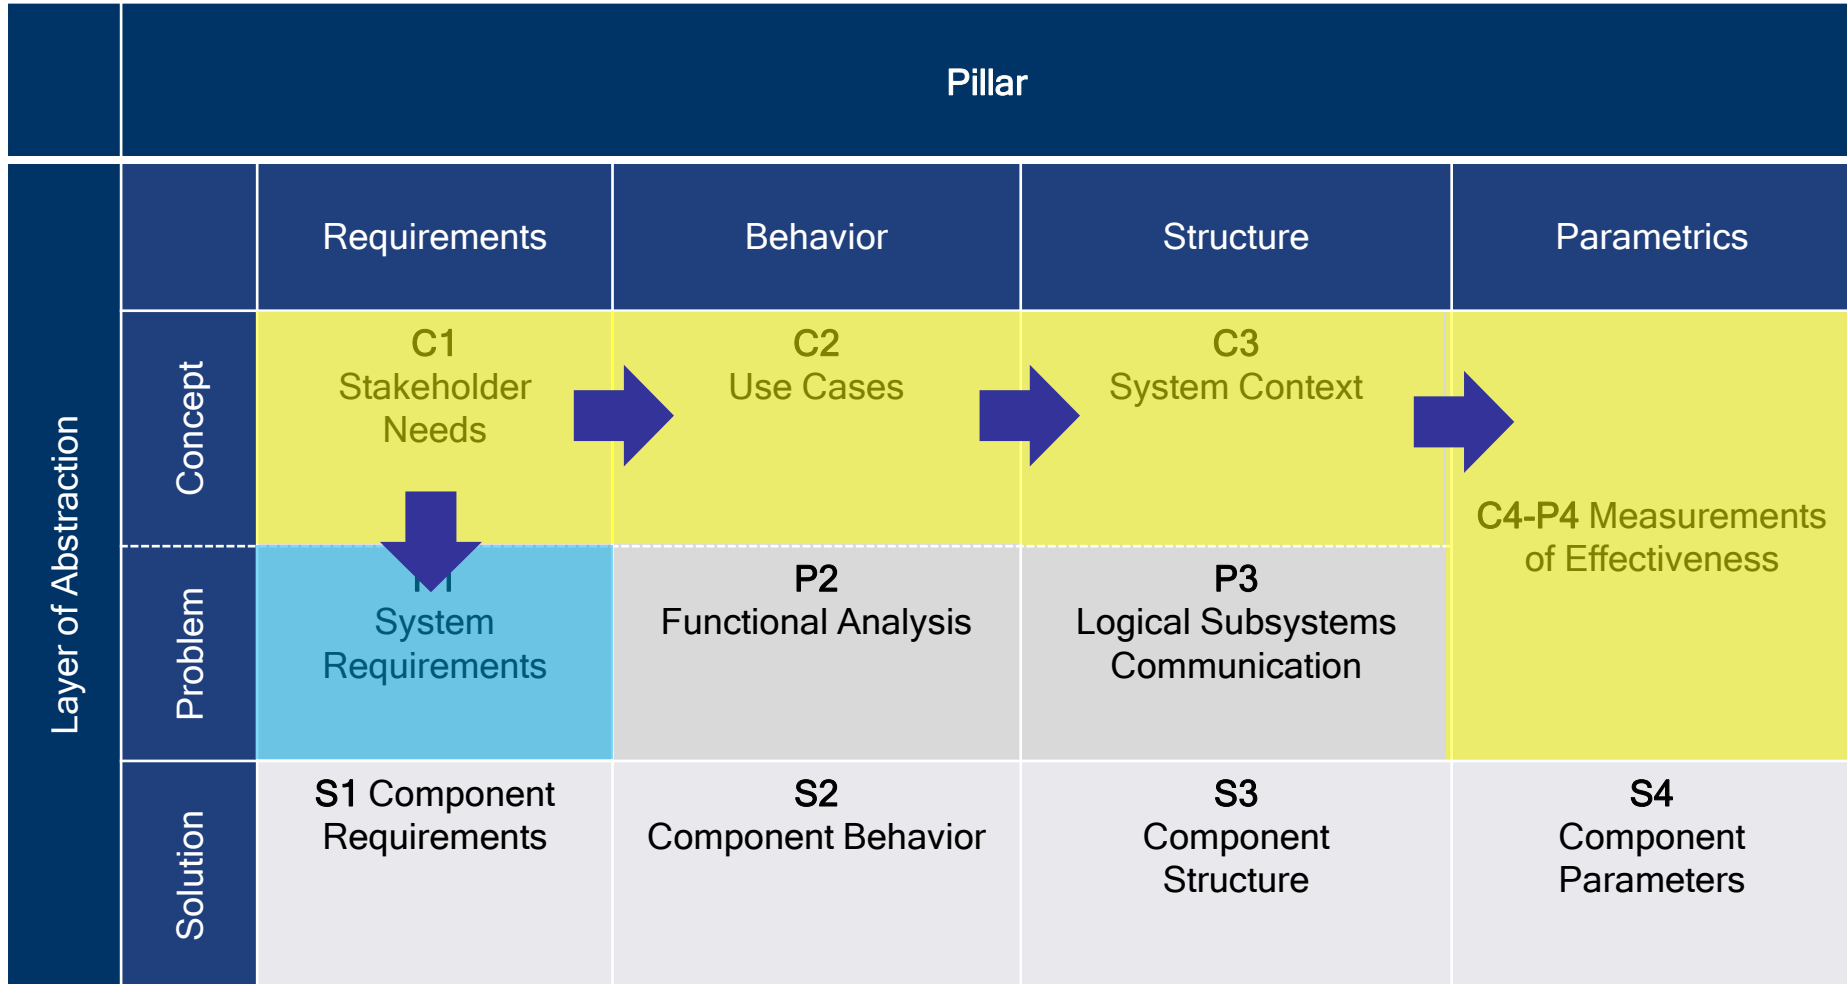 Pillar
Requirements
Behavior
Structure
Parametrics
Layer of Abstraction
Concept
C1
Stakeholder
Needs
C2
Use Cases
C3
System Context
C4-P4 Measurements
of Effectiveness
Problem
System
Requirements
P2
Functional Analysis
P3
Logical Subsystems
Communication
Solution
S1 Component
Requirements
S2
Component Behavior
S3
Component
Structure
S4
Component
Parameters